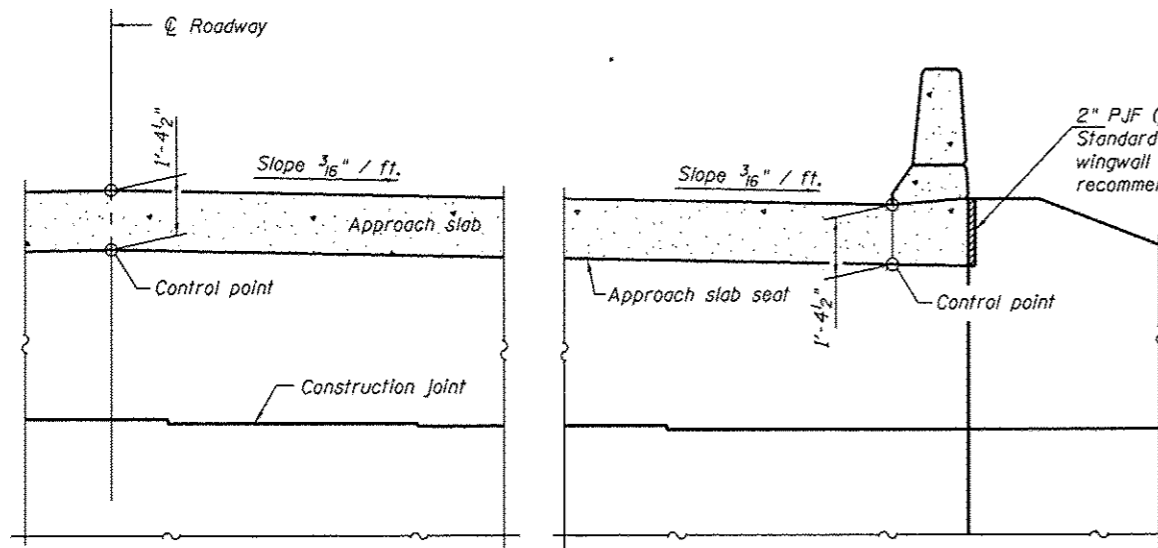 ℄ Roadway
1'-4½"
Slope 3/16" / ft.
Approach slab
Control point
Construction joint
Slope 3/16" / ft.
2" PJF (
Standard
wingwall
recomme
Approach slab seat
1'-4½"
Control point